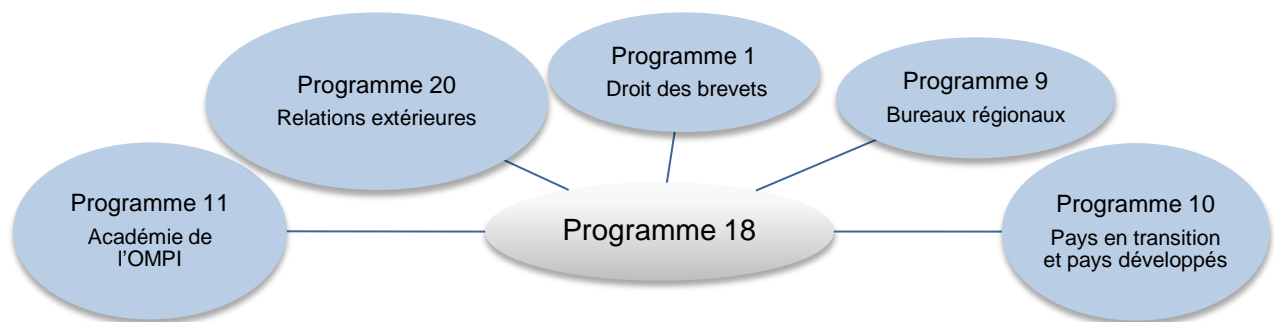 Programme 1
Droit des brevets
Programme 20
Relations extérieures
Programme 9
Bureaux régionaux
Programme 11
Académie de
l’OMPI
Programme 18
Programme 10
Pays en transition
et pays développés